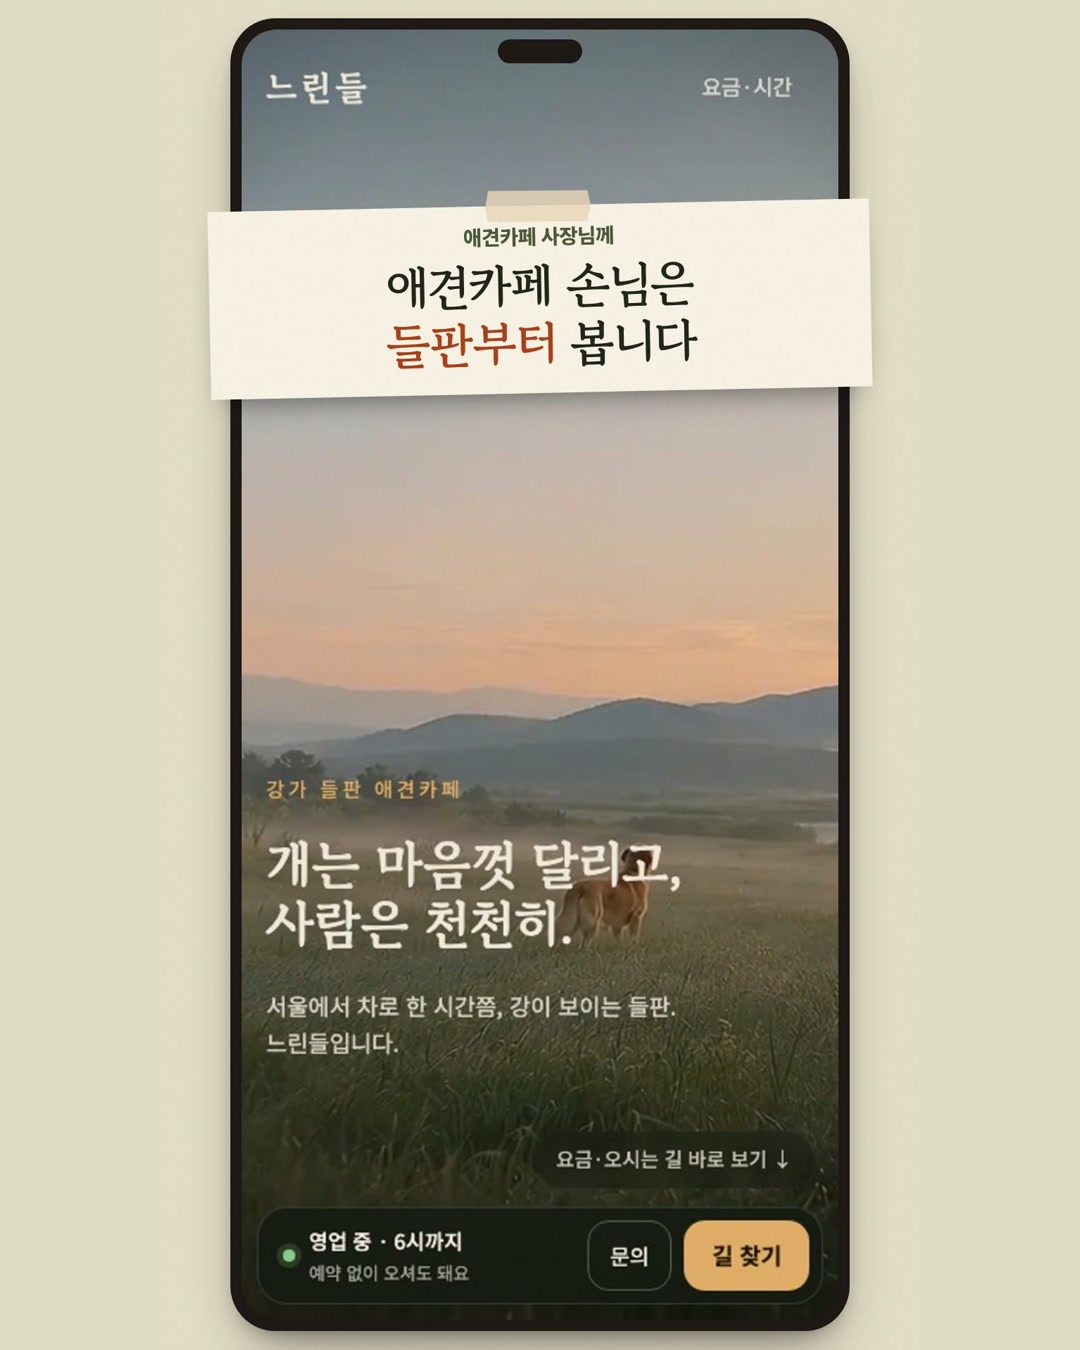 느린들
요금·시간
애견카페 사장님께
애견카페 손님은
들판부터 봅니다
강가 들판 애견카페
개는 마음껏 달리고,
사람은 천천히.
서울에서 차로 한 시간쯤, 강이 보이는 들판.
느린들입니다.
요금·오시는 길 바로 보기 ↓
영업 중 · 6시까지
예약 없이 오셔도 돼요
문의
길 찾기